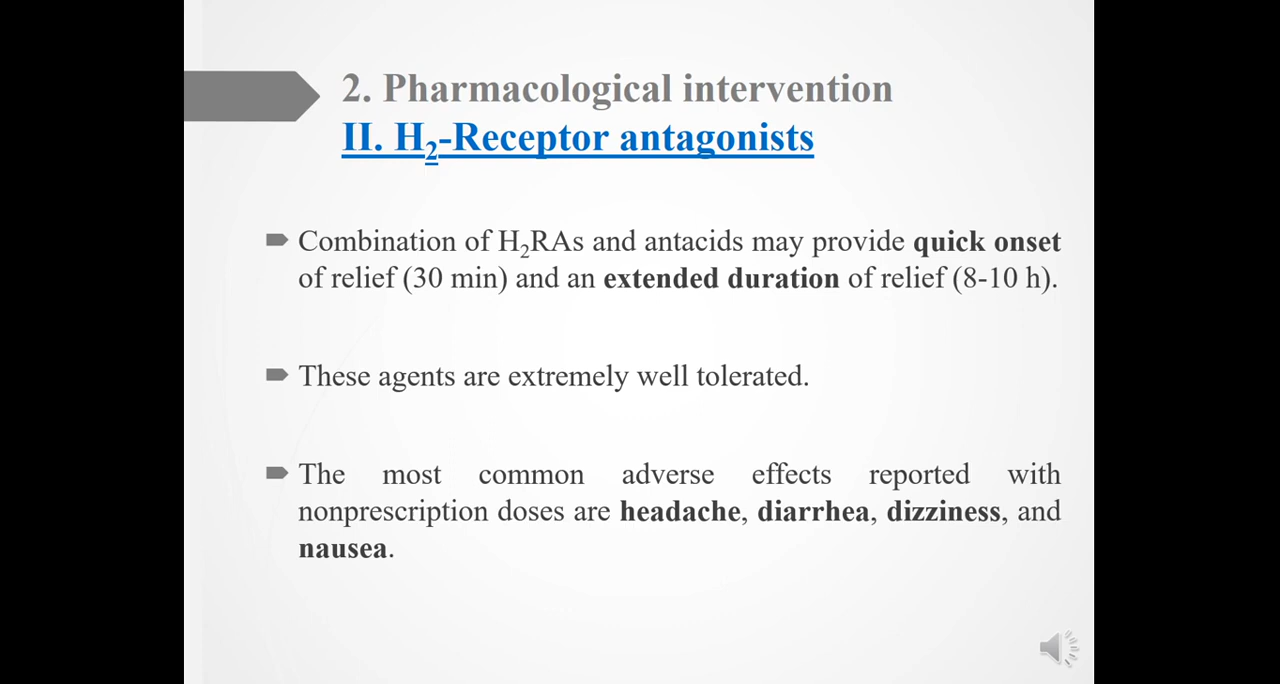 2. Pharmacological intervention
II. H₂-Receptor antagonists
Combination of H₂RAs and antacids may provide quick onset
of relief (30 min) and an extended duration of relief (8-10 h).
These agents are extremely well tolerated.
The most common adverse effects reported with
nonprescription doses are headache, diarrhea, dizziness, and
nausea.